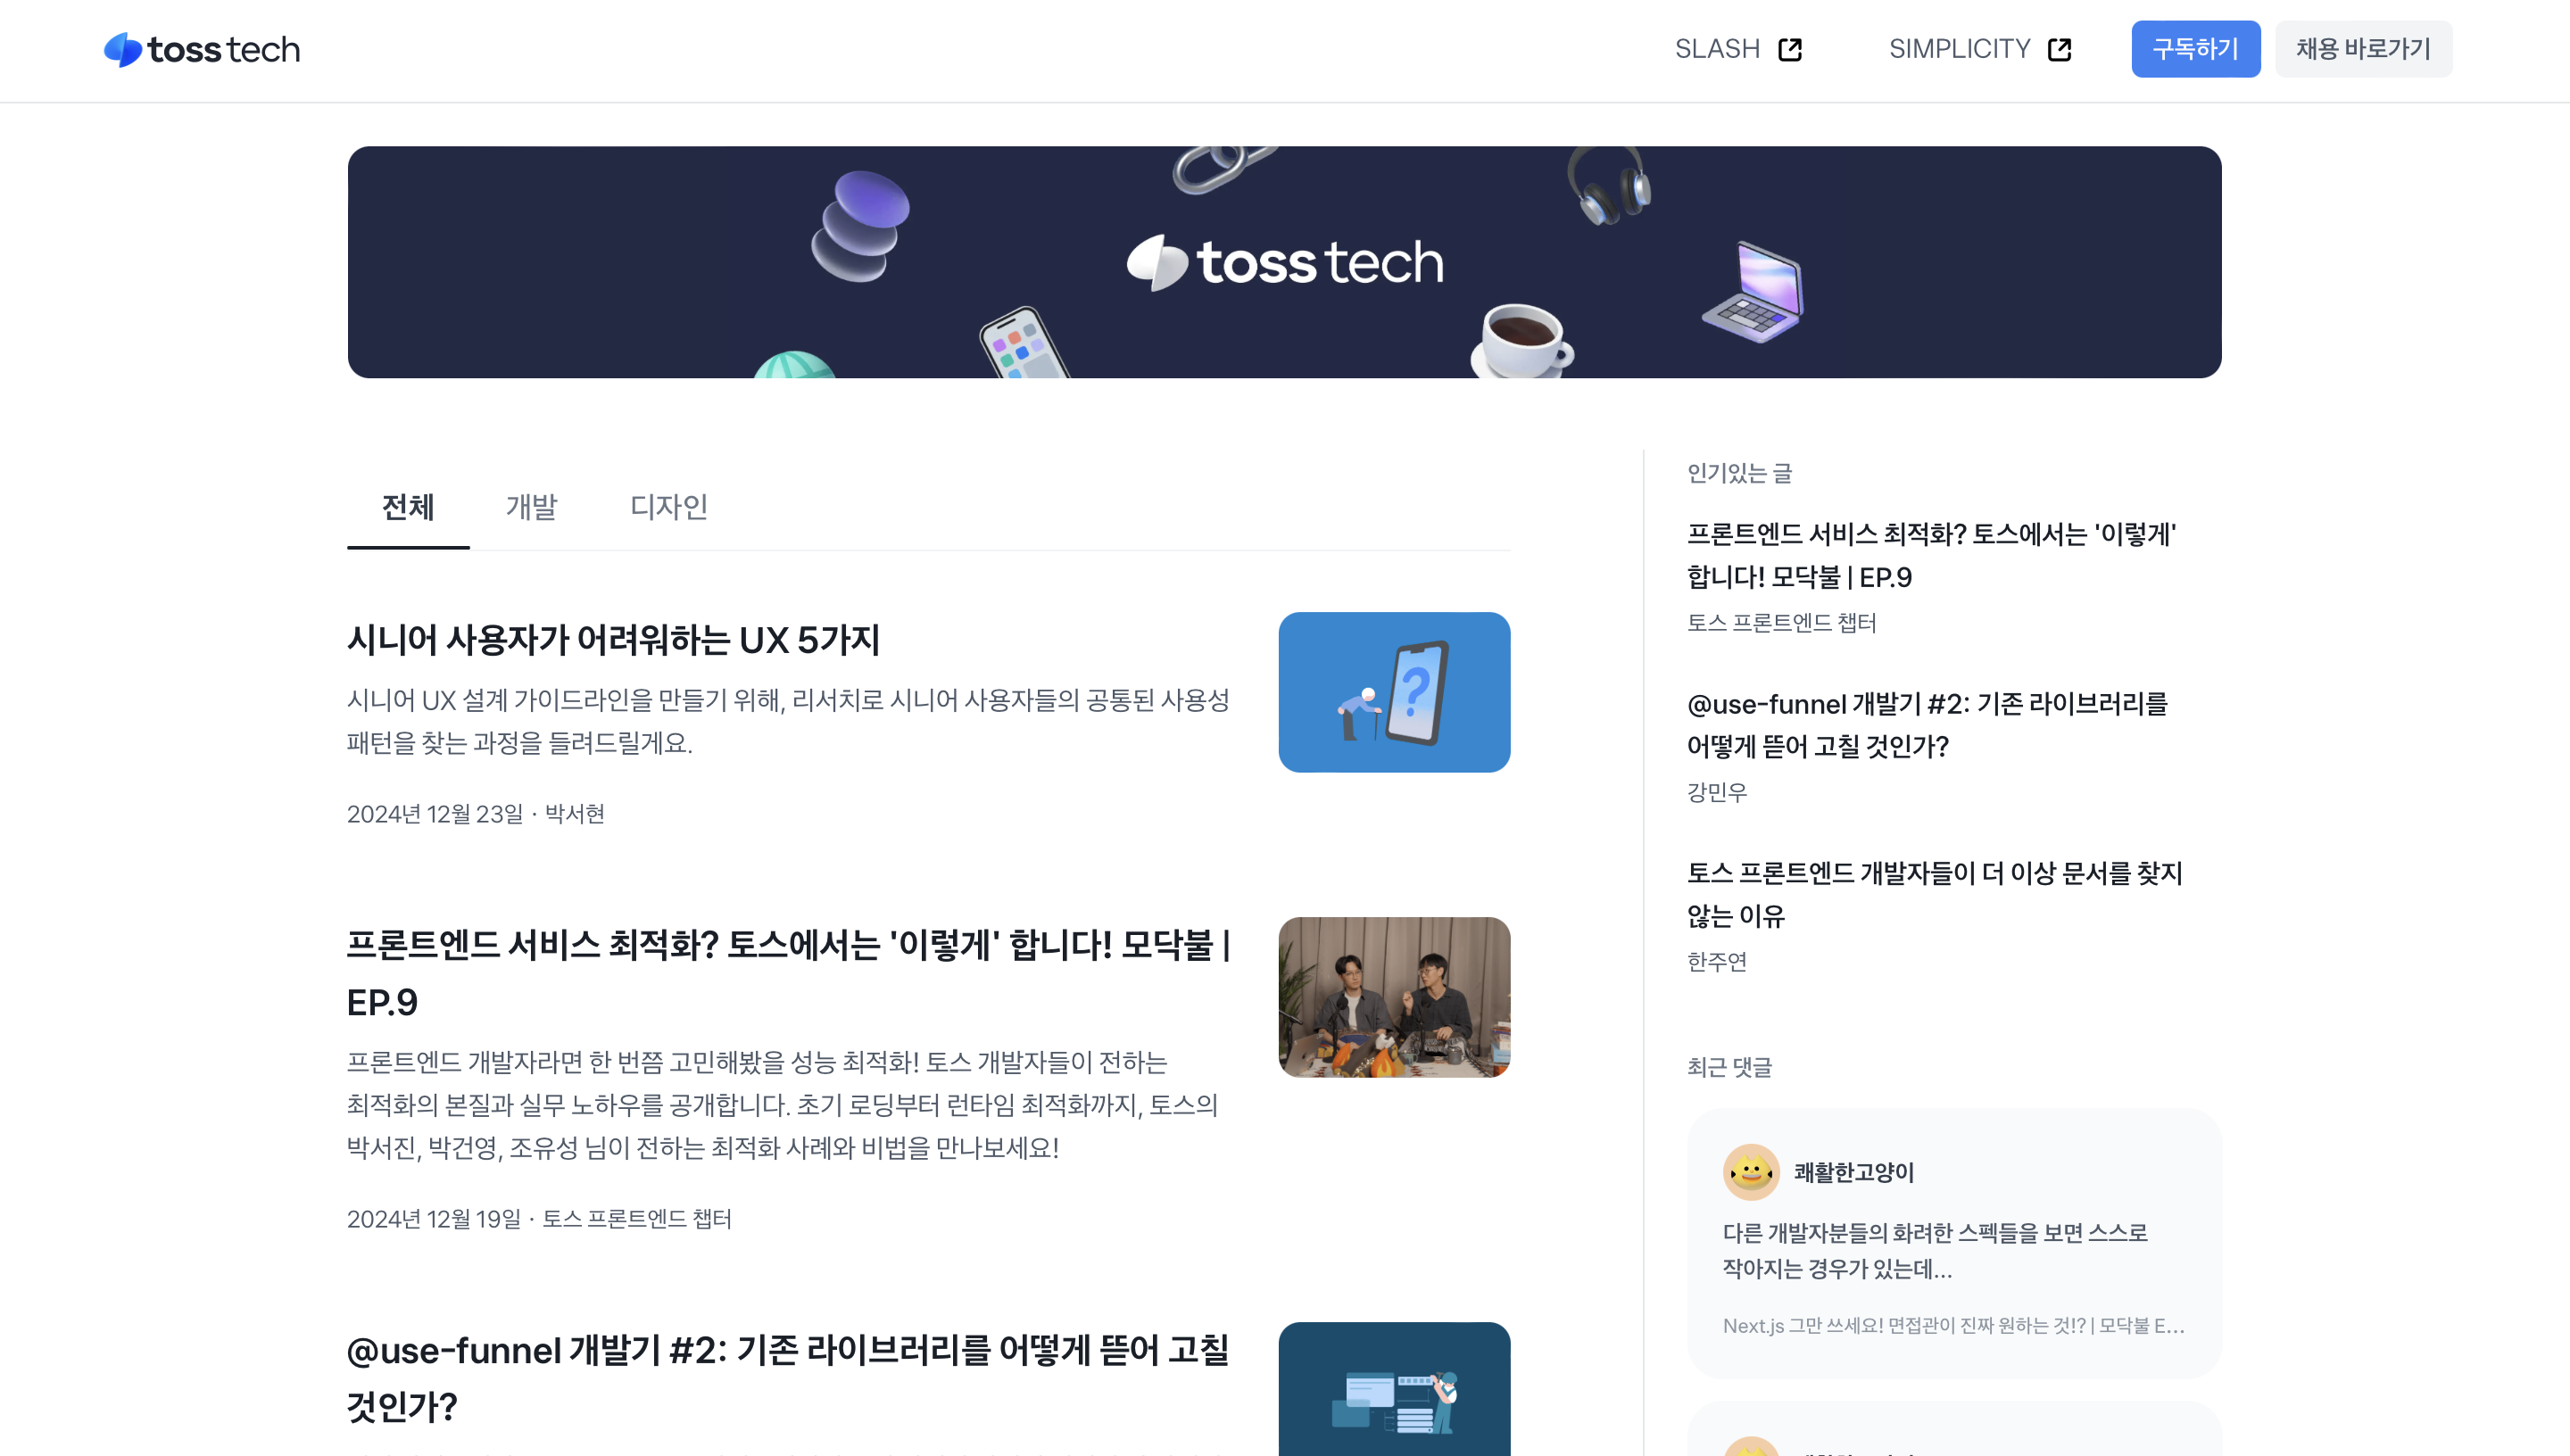 toss tech
SLASH
SIMPLICITY
구독하기
채용 바로가기
toss tech
전체
개발
디자인
시니어 사용자가 어려워하는 UX 5가지
시니어 UX 설계 가이드라인을 만들기 위해, 리서치로 시니어 사용자들의 공통된 사용성
패턴을 찾는 과정을 들려드릴게요.
2024년 12월 23일 · 박서현
?
프론트엔드 서비스 최적화? 토스에서는 '이렇게' 합니다! 모닥불 |
EP.9
프론트엔드 개발자라면 한 번쯤 고민해봤을 성능 최적화! 토스 개발자들이 전하는
최적화의 본질과 실무 노하우를 공개합니다. 초기 로딩부터 런타임 최적화까지, 토스의
박서진, 박건영, 조유성 님이 전하는 최적화 사례와 비법을 만나보세요!
2024년 12월 19일 · 토스 프론트엔드 챕터
@use-funnel 개발기 #2: 기존 라이브러리를 어떻게 뜯어 고칠
것인가?
인기있는 글
프론트엔드 서비스 최적화? 토스에서는 '이렇게'
합니다! 모닥불 | EP.9
토스 프론트엔드 챕터
@use-funnel 개발기 #2: 기존 라이브러리를
어떻게 뜯어 고칠 것인가?
강민우
토스 프론트엔드 개발자들이 더 이상 문서를 찾지
않는 이유
한주연
최근 댓글
쾌활한고양이
다른 개발자분들의 화려한 스펙들을 보면 스스로
작아지는 경우가 있는데...
Next.js 그만 쓰세요! 면접관이 진짜 원하는 것!? | 모닥불 E...